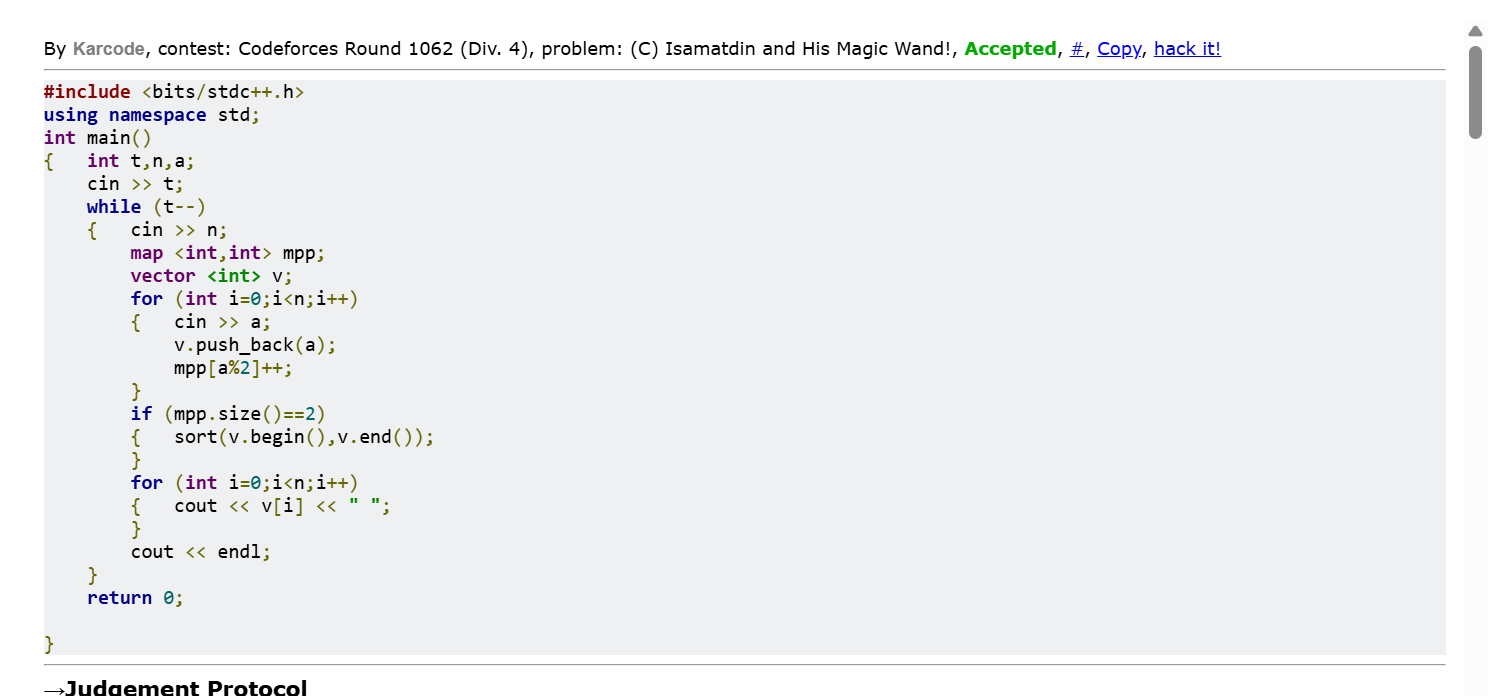 By Karcode, contest: Codeforces Round 1062 (Div. 4), problem: (C) Isamatdin and His Magic Wand!, Accepted, #, Copy, hack it!
#include <bits/stdc++.h>
using namespace std;
int main()
{   int t,n,a;
    cin >> t;
    while (t--)
    {   cin >> n;
        map <int,int> mpp;
        vector <int> v;
        for (int i=0;i<n;i++)
        {   cin >> a;
            v.push_back(a);
            mpp[a%2]++;
        }
        if (mpp.size()==2)
        {   sort(v.begin(),v.end());
        }
        for (int i=0;i<n;i++)
        {   cout << v[i] << " ";
        }
        cout << endl;
    }
    return 0;
}
→Judgement Protocol